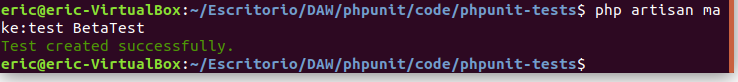 eric@eric-VirtualBox:~/Escritorio/DAW/phpunit/code/phpunit-tests$ php artisan ma
ke:test BetaTest
Test created successfully.
eric@eric-VirtualBox:~/Escritorio/DAW/phpunit/code/phpunit-tests$